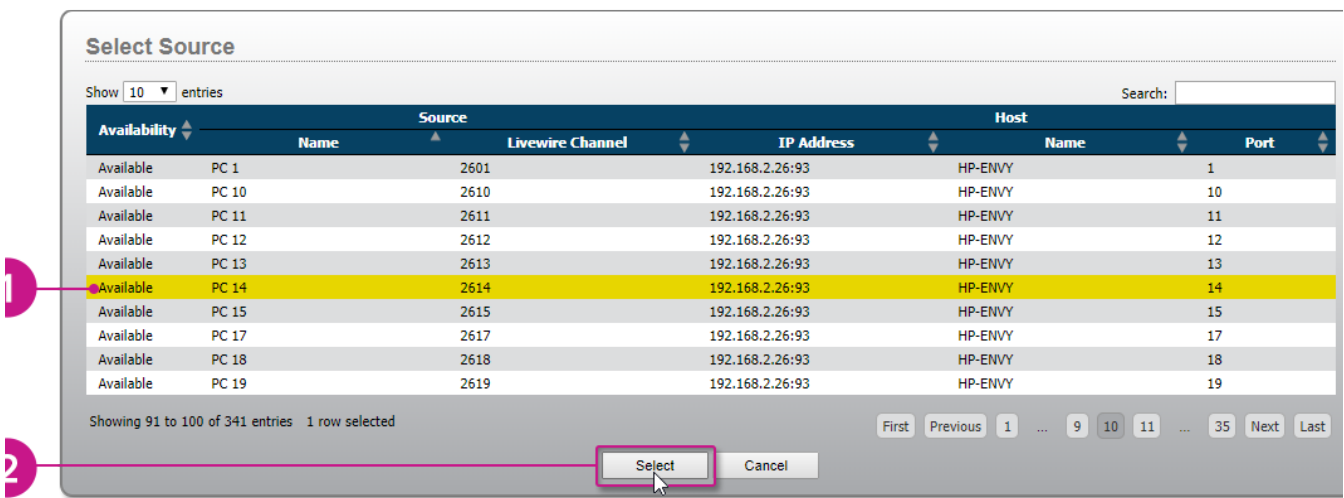 Select Source
Show 10 entries Search:
Availability Source Host
Name Livewire Channel IP Address Name Port
Available PC 1 2601 192.168.2.26:93 HP-ENVY 1
Available PC 10 2610 192.168.2.26:93 HP-ENVY 10
Available PC 11 2611 192.168.2.26:93 HP-ENVY 11
Available PC 12 2612 192.168.2.26:93 HP-ENVY 12
Available PC 13 2613 192.168.2.26:93 HP-ENVY 13
1 Available PC 14 2614 192.168.2.26:93 HP-ENVY 14
Available PC 15 2615 192.168.2.26:93 HP-ENVY 15
Available PC 17 2617 192.168.2.26:93 HP-ENVY 17
Available PC 18 2618 192.168.2.26:93 HP-ENVY 18
Available PC 19 2619 192.168.2.26:93 HP-ENVY 19
Showing 91 to 100 of 341 entries 1 row selected First Previous 1 ... 9 10 11 ... 35 Next Last
2 Select Cancel